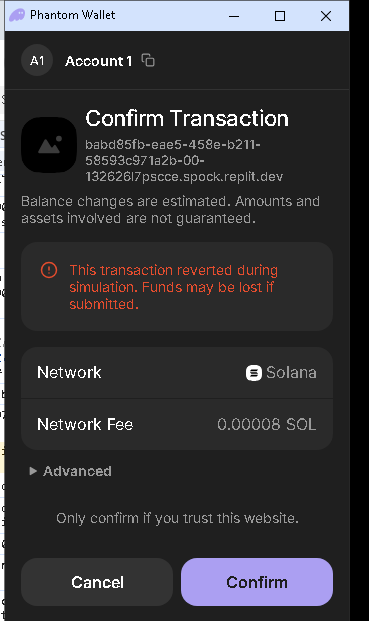 Phantom Wallet
A1 Account 1
Confirm Transaction
babd85fb-eae5-458e-b211-
58593c971a2b-00-
132626l7pscce.spock.replit.dev
Balance changes are estimated. Amounts and
assets involved are not guaranteed.
This transaction reverted during
simulation. Funds may be lost if
submitted.
Network Solana
Network Fee 0.00008 SOL
Advanced
Only confirm if you trust this website.
Cancel Confirm